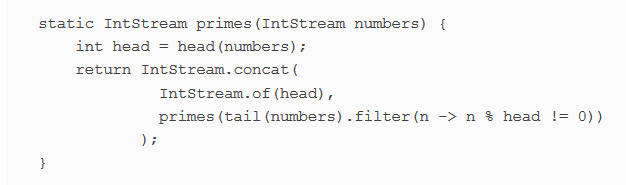 static IntStream primes(IntStream numbers) {
    int head = head(numbers);
    return IntStream.concat(
            IntStream.of(head),
            primes(tail(numbers).filter(n -> n % head != 0))
          );
}